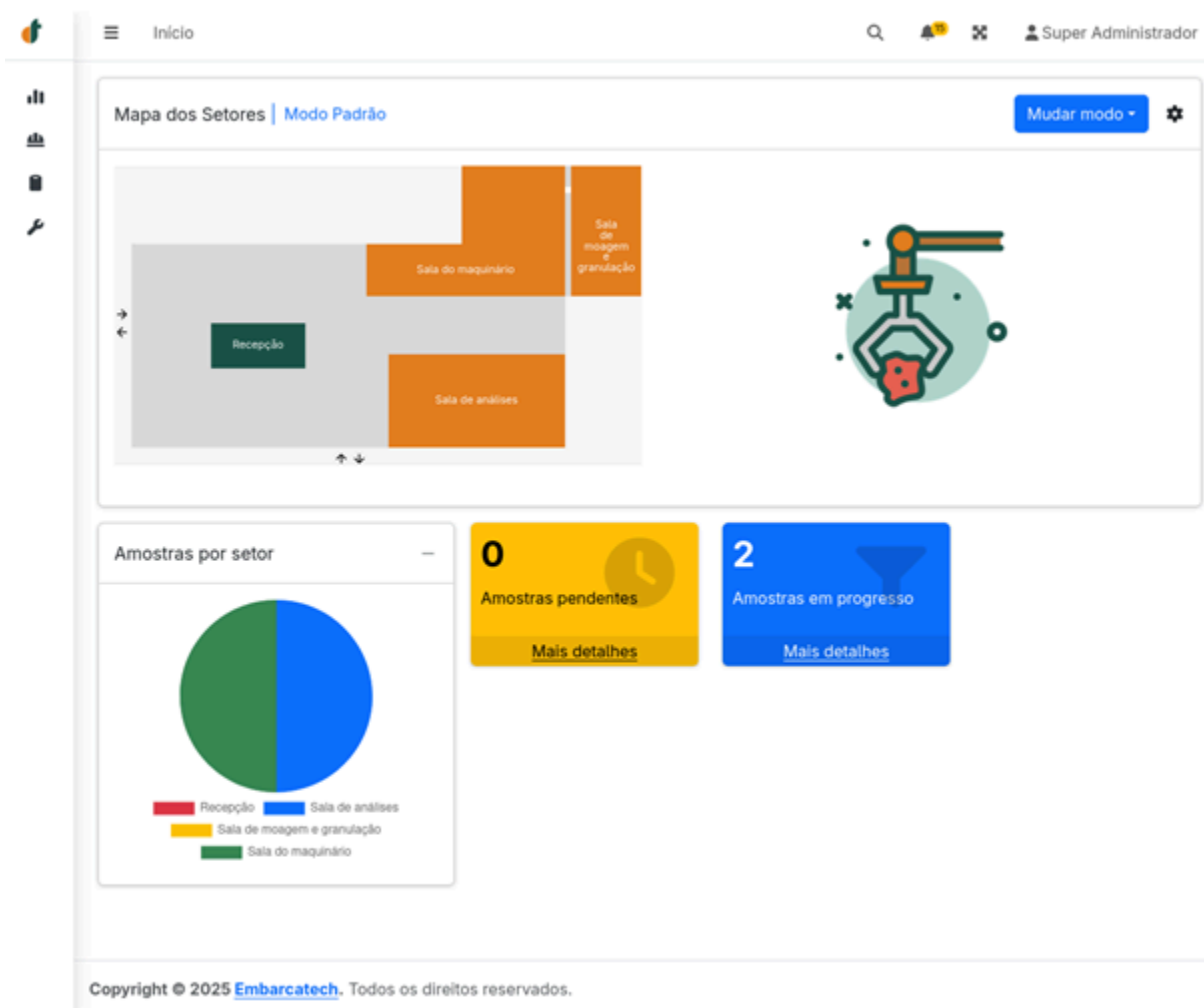 Início
15
Super Administrador
Mapa dos Setores | Modo Padrão
Mudar modo
Sala
de
moagem
e
granulação
Sala do maquinário
Recepção
Sala de análises
Amostras por setor
0
Amostras pendentes
Mais detalhes
2
Amostras em progresso
Mais detalhes
Recepção Sala de análises
Sala de moagem e granulação
Sala do maquinário
Copyright © 2025 Embarcatech. Todos os direitos reservados.